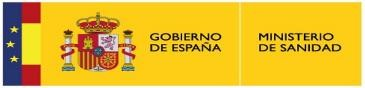 GOBIERNO
DE ESPAÑA
MINISTERIO
DE SANIDAD